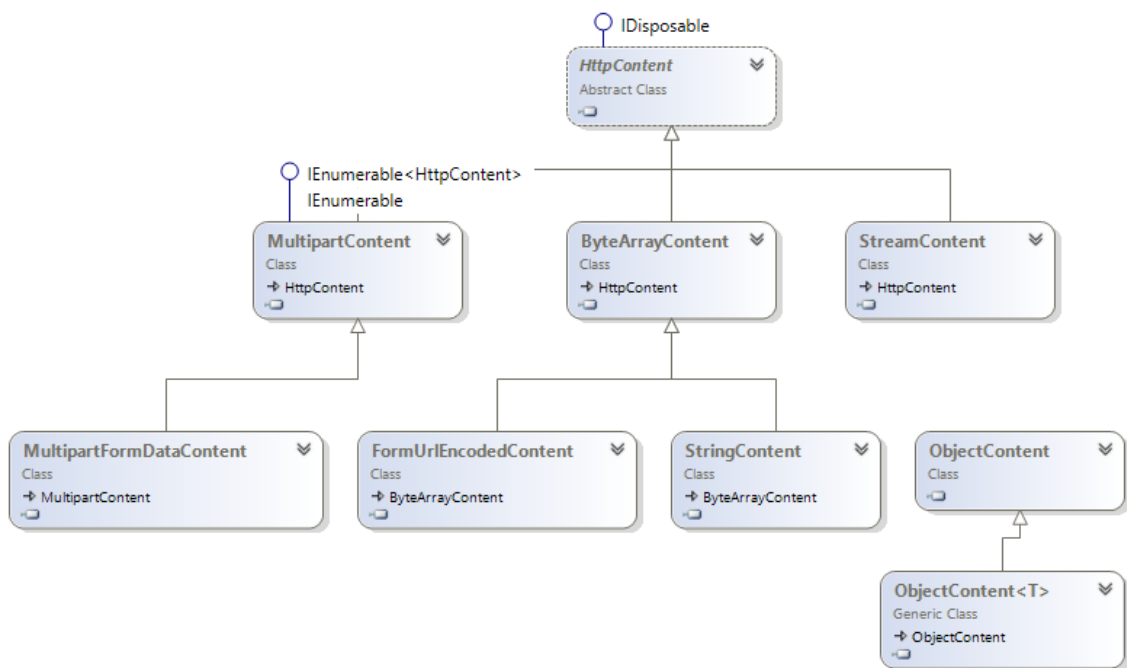 IDisposable
HttpContent
Abstract Class
IEnumerable<HttpContent>
IEnumerable
MultipartContent
Class
HttpContent
ByteArrayContent
Class
HttpContent
StreamContent
Class
HttpContent
MultipartFormDataContent
Class
MultipartContent
FormUrlEncodedContent
Class
ByteArrayContent
StringContent
Class
ByteArrayContent
ObjectContent
Class
ObjectContent<T>
Generic Class
ObjectContent